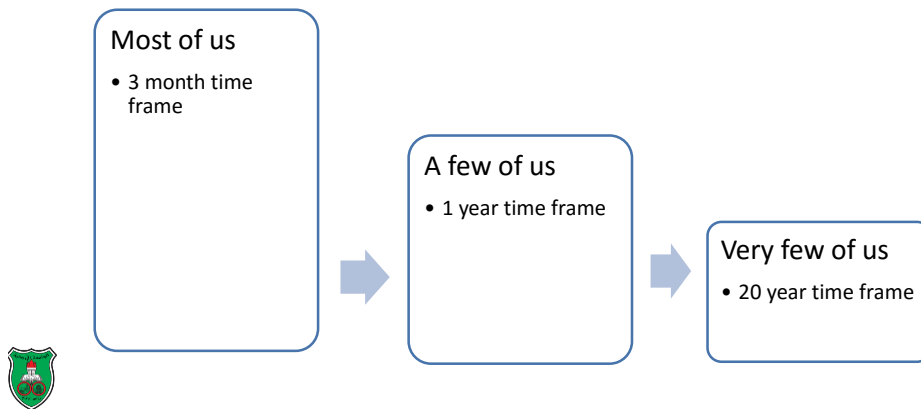 Most of us
• 3 month time
frame
A few of us
• 1 year time frame
Very few of us
• 20 year time frame